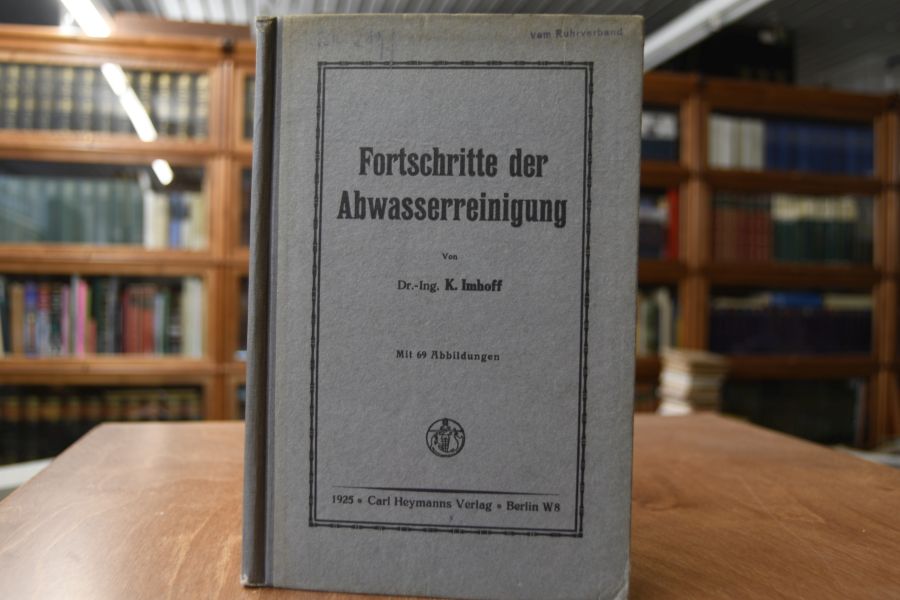 vom Ruhrverband
Fortschritte der
Abwasserreinigung
Von
Dr.-Ing. K. Imhoff
Mit 69 Abbildungen
1925 • Carl Heymanns Verlag • Berlin W8